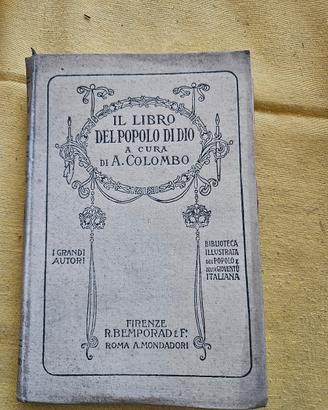 IL LIBRO
DEL POPOLO DI DIO
A CURA
DI A. COLOMBO
I GRANDI
AUTORI
BIBLIOTECA
ILLUSTRATA
DEL POPOLO E
DELLA GIOVENTÙ
ITALIANA
FIRENZE
R. BEMPORAD E F.
ROMA A. MONDADORI